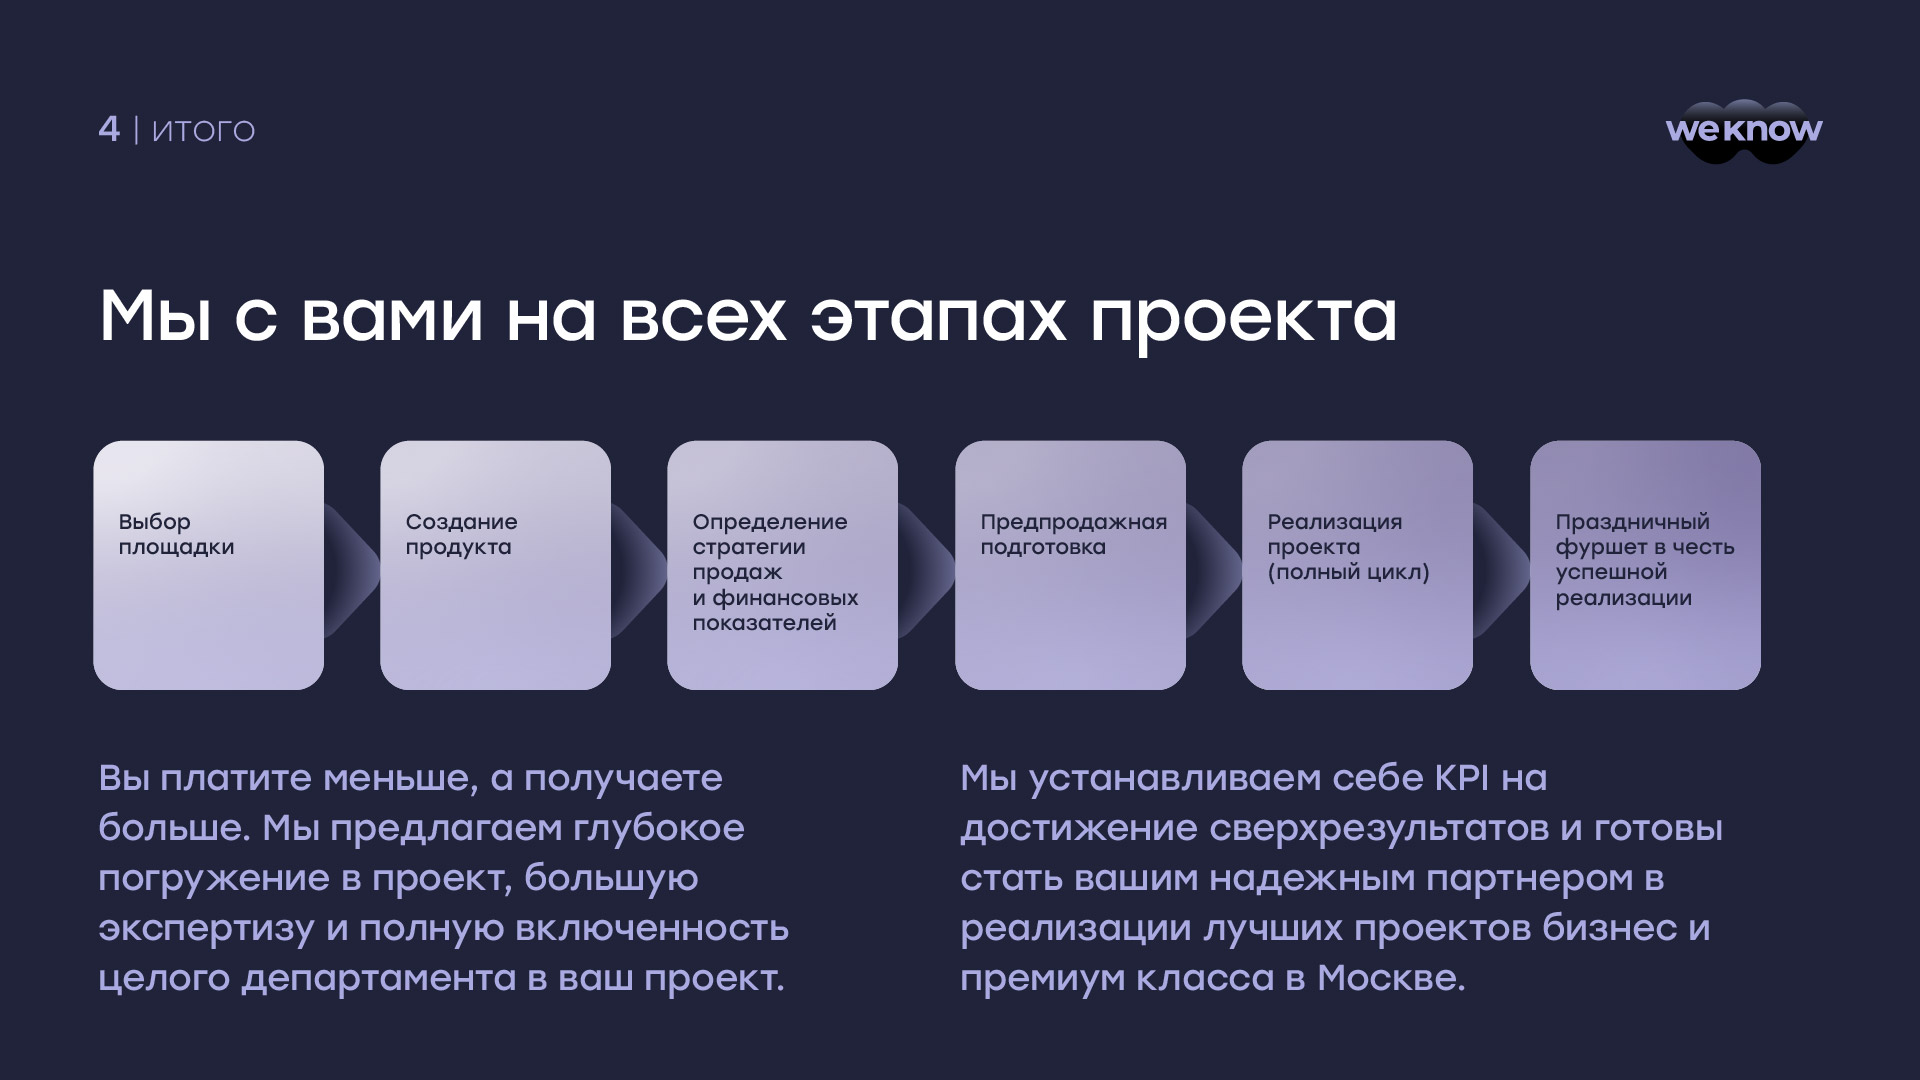 4 | ИТОГО
we know
Мы с вами на всех этапах проекта
Выбор
площадки
Создание
продукта
Определение
стратегии
продаж
и финансовых
показателей
Предпродажная
подготовка
Реализация
проекта
(полный цикл)
Праздничный
фуршет в честь
успешной
реализации
Вы платите меньше, а получаете
больше. Мы предлагаем глубокое
погружение в проект, большую
экспертизу и полную включенность
целого департамента в ваш проект.
Мы устанавливаем себе KPI на
достижение сверхрезультатов и готовы
стать вашим надежным партнером в
реализации лучших проектов бизнес и
премиум класса в Москве.